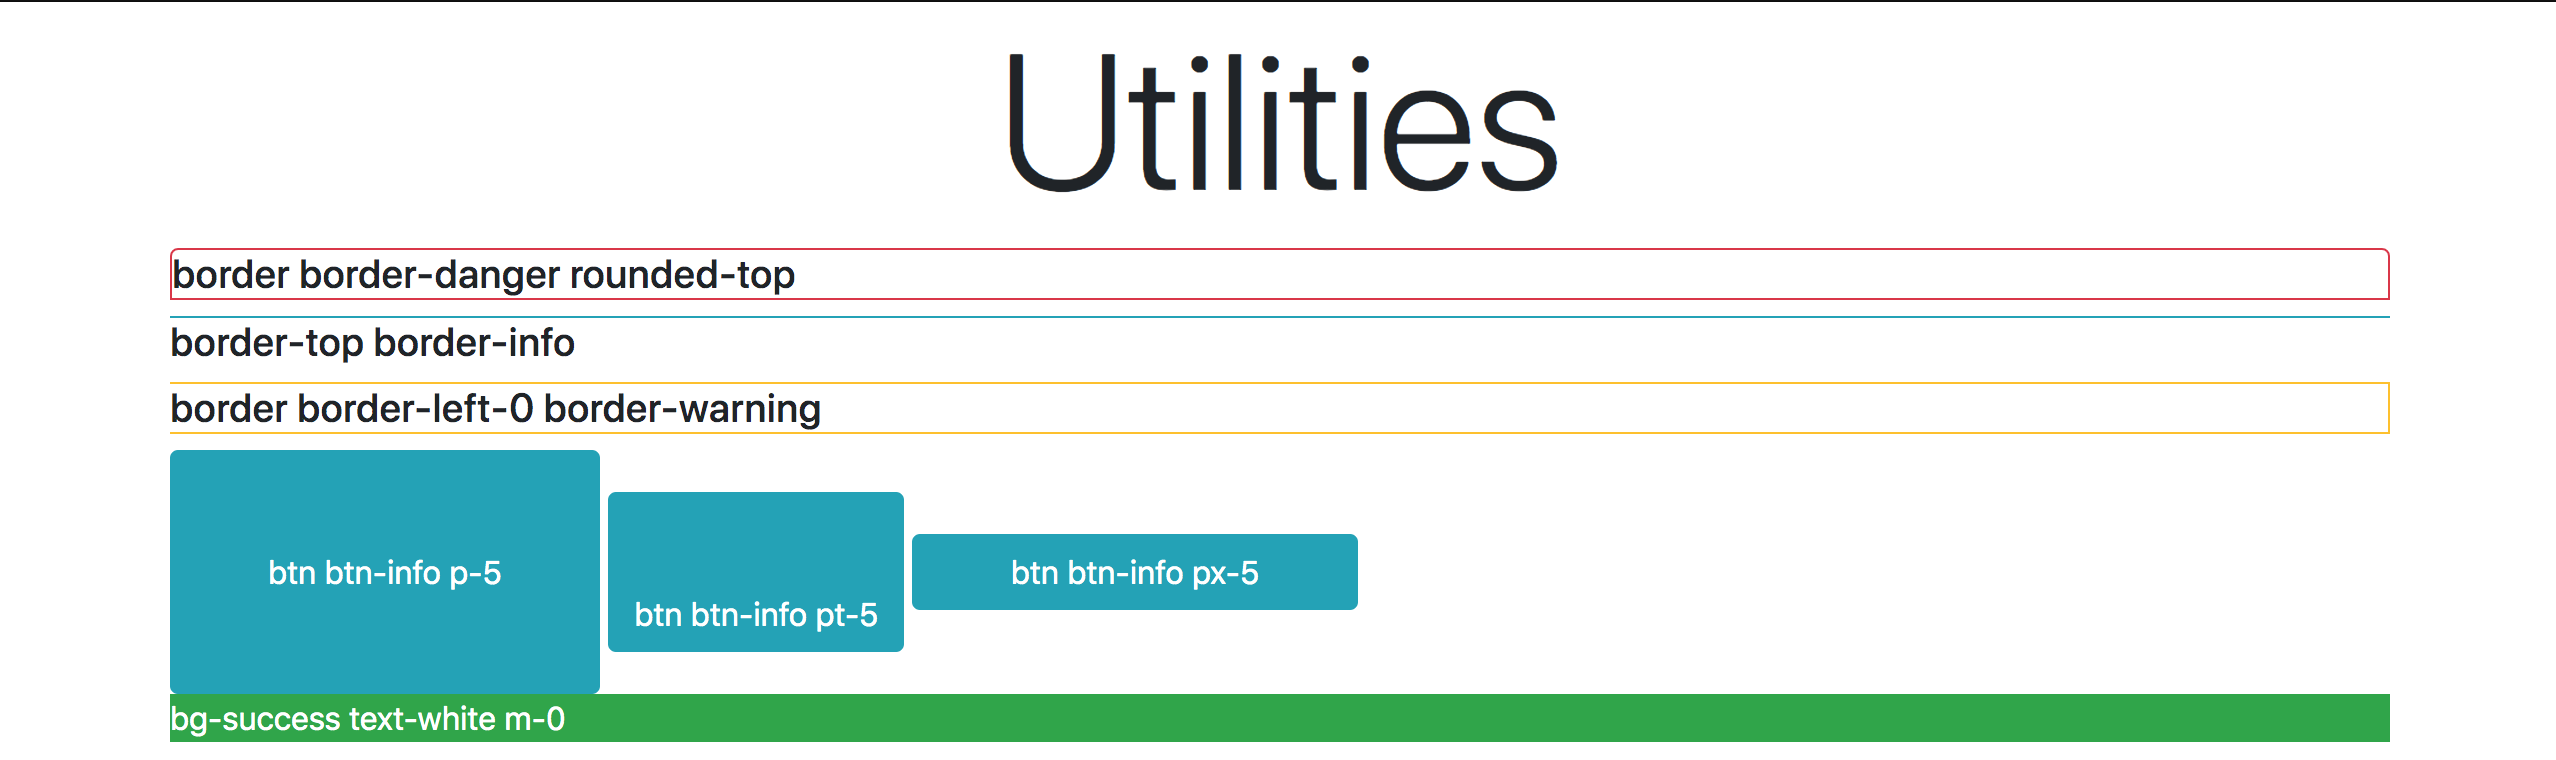 Utilities
border border-danger rounded-top
border-top border-info
border border-left-0 border-warning
btn btn-info p-5
btn btn-info pt-5
btn btn-info px-5
bg-success text-white m-0